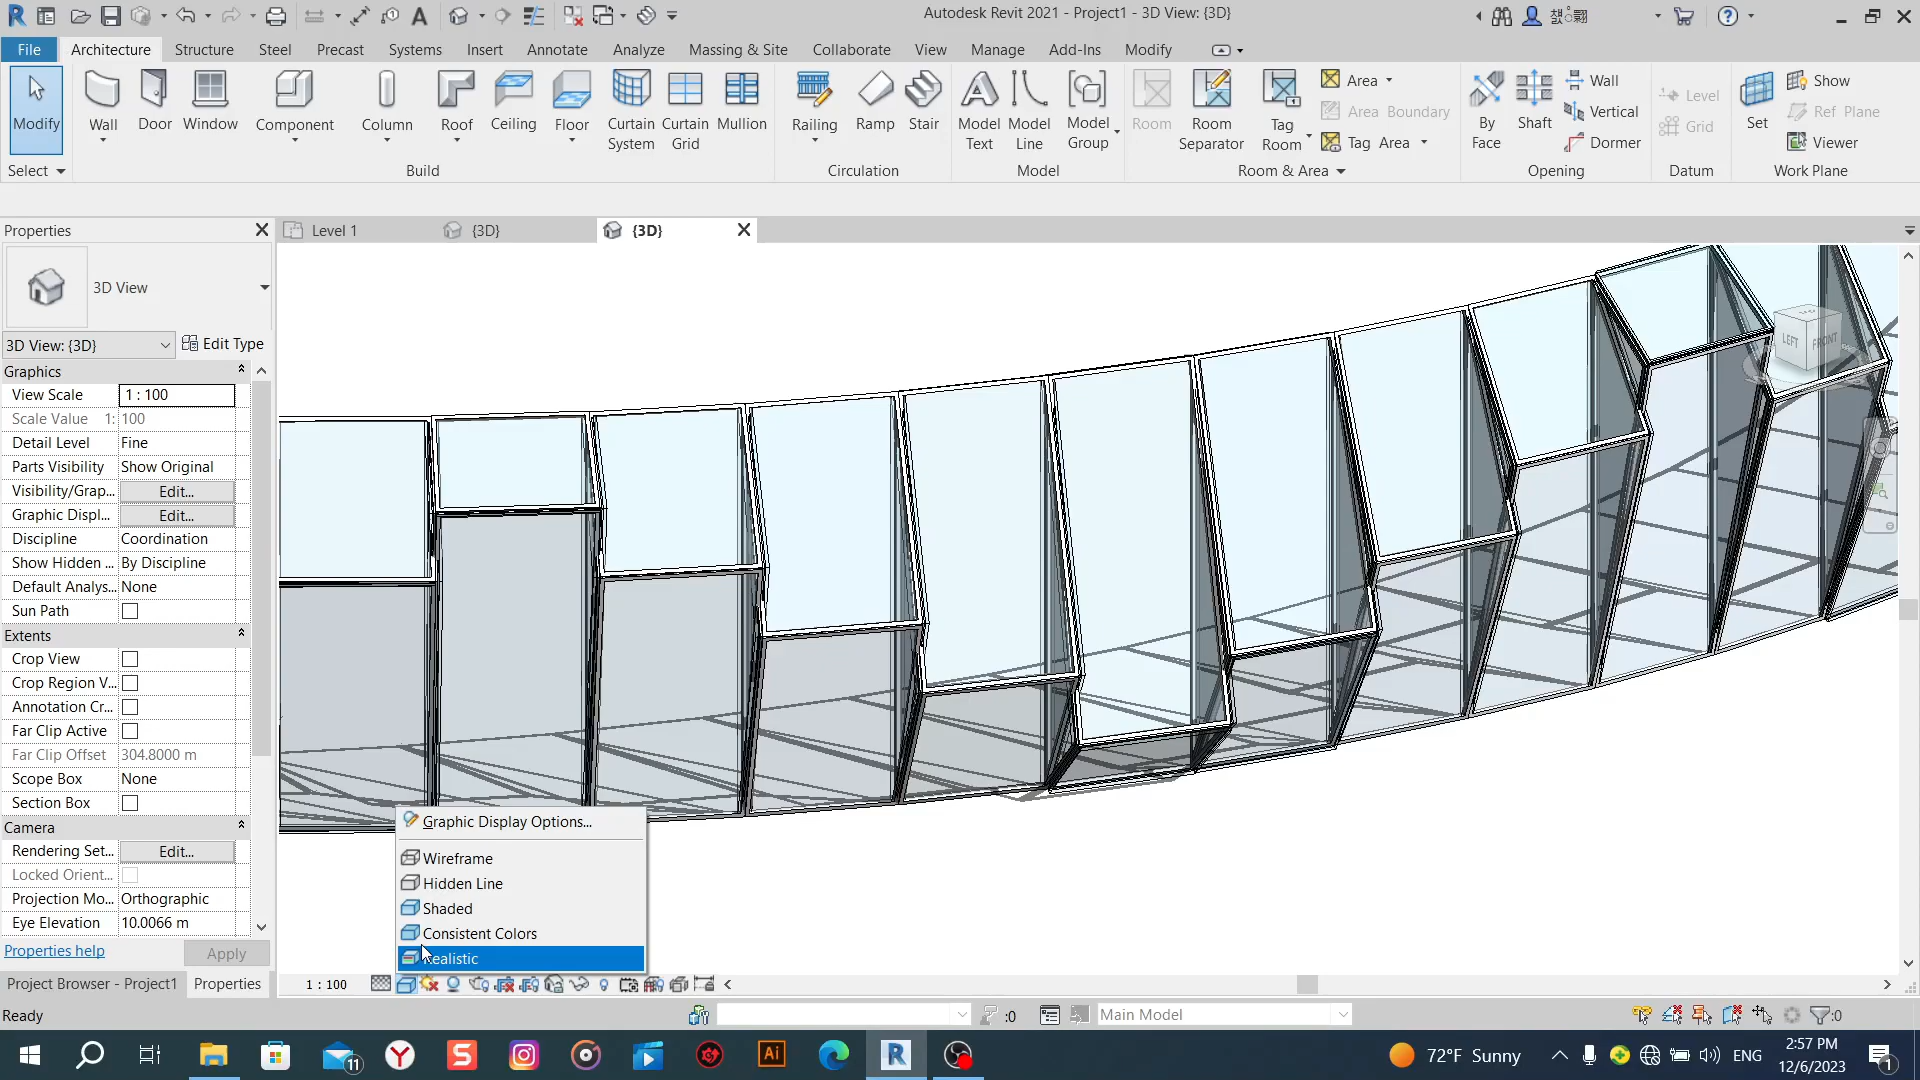 Autodesk Revit 2021 - Project1 - 3D View: {3D}
File Architecture Structure Steel Precast Systems Insert Annotate Analyze Massing & Site Collaborate View Manage Add-Ins Modify
Modify Wall Door Window Component Column Roof Ceiling Floor Curtain System Curtain Grid Mullion Railing Ramp Stair Model Text Model Line Model Group Room Room Separator Tag Room
Area
Area Boundary
Tag Area
By Face Shaft
Wall
Vertical
Dormer
Level
Grid
Set
Show
Ref Plane
Viewer
Select Build Circulation Model Room & Area Opening Datum Work Plane
Properties
Level 1 {3D} {3D}
3D View
3D View: {3D} Edit Type
Graphics
View Scale 1 : 100
Scale Value 1: 100
Detail Level Fine
Parts Visibility Show Original
Visibility/Grap... Edit...
Graphic Displ... Edit...
Discipline Coordination
Show Hidden ... By Discipline
Default Analys... None
Sun Path
Extents
Crop View
Crop Region V...
Annotation Cr...
Far Clip Active
Far Clip Offset 304.8000 m
Scope Box None
Section Box
Camera
Rendering Set... Edit...
Locked Orient...
Projection Mo... Orthographic
Eye Elevation 10.0066 m
Properties help Apply
Project Browser - Project1 Properties
LEFT FRONT
Graphic Display Options...
Wireframe
Hidden Line
Shaded
Consistent Colors
Realistic
1 : 100
Ready :0 Main Model :0
11 Ai R 72°F Sunny ENG 2:57 PM
12/6/2023 1